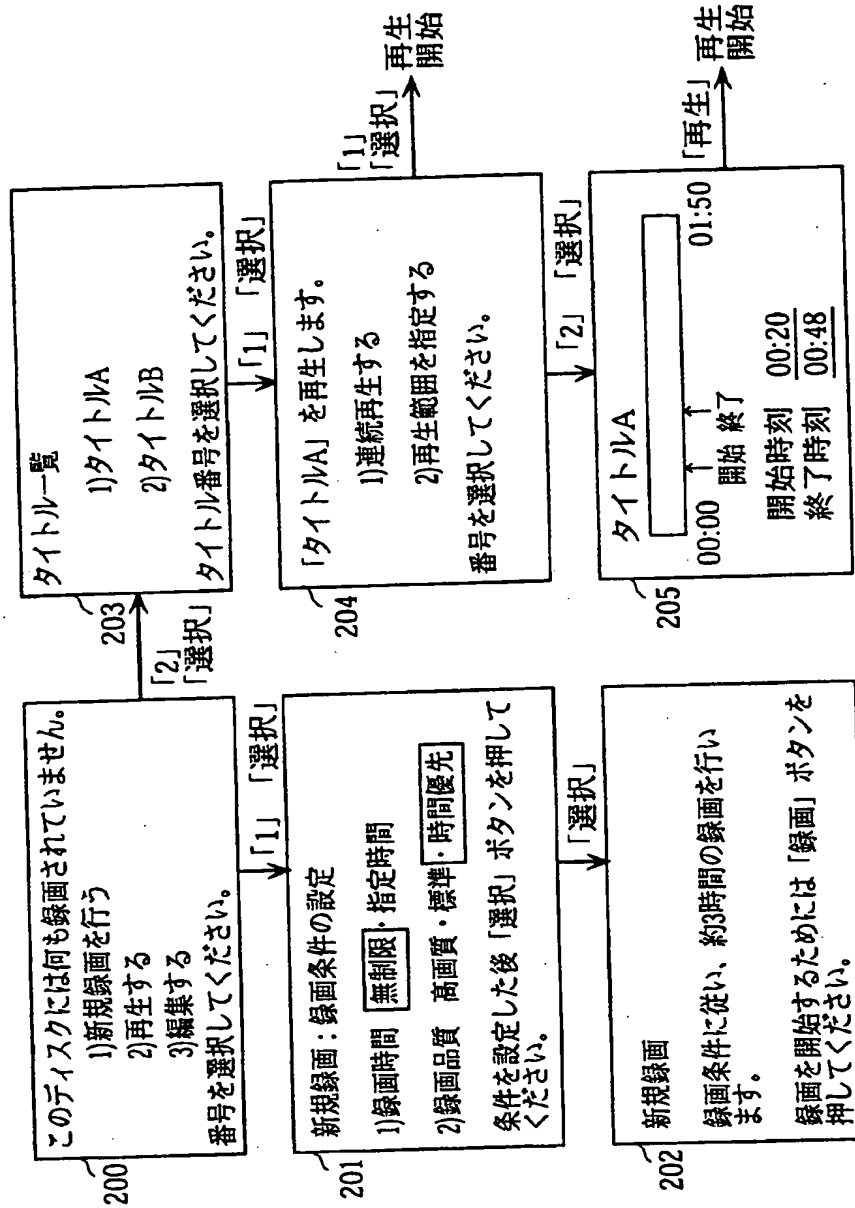 このディスクには何も録画されていません。
1)新規録画を行う
2)再生する
3)編集する
番号を選択してください。
200
「1」 「選択」
「2」
「選択」
新規録画：録画条件の設定
1)録画時間 無制限・指定時間
2)録画品質 高画質・標準・時間優先
条件を設定した後「選択」ボタンを押して
ください。
201
「選択」
新規録画
録画条件に従い、約3時間の録画を行い
ます。
録画を開始するためには「録画」ボタンを
押してください。
202
タイトル一覧
1)タイトルA
2)タイトルB
タイトル番号を選択してください。
203
「1」 「選択」
「タイトルA」を再生します。
1)連続再生する
2)再生範囲を指定する
番号を選択してください。
204
「1」
「選択」
再生
開始
「2」 「選択」
タイトルA
00:00 01:50
開始 終了
開始時刻 00:20
終了時刻 00:48
205
「再生」
再生
開始